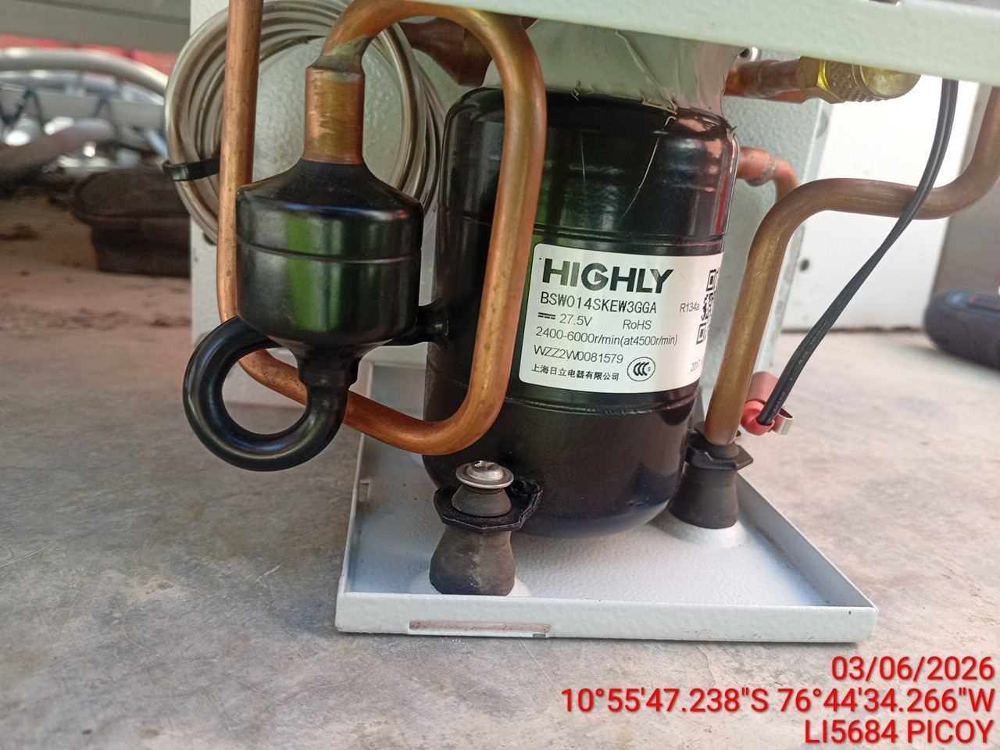 HIGHLY
BSW014SKEW3GGA R134a
27.5V RoHS
2400-6000r/min(at4500r/min)
WZZ2W0081579
上海日立电器有限公司
03/06/2026
10°55'47.238"S 76°44'34.266"W
LI5684 PICOY